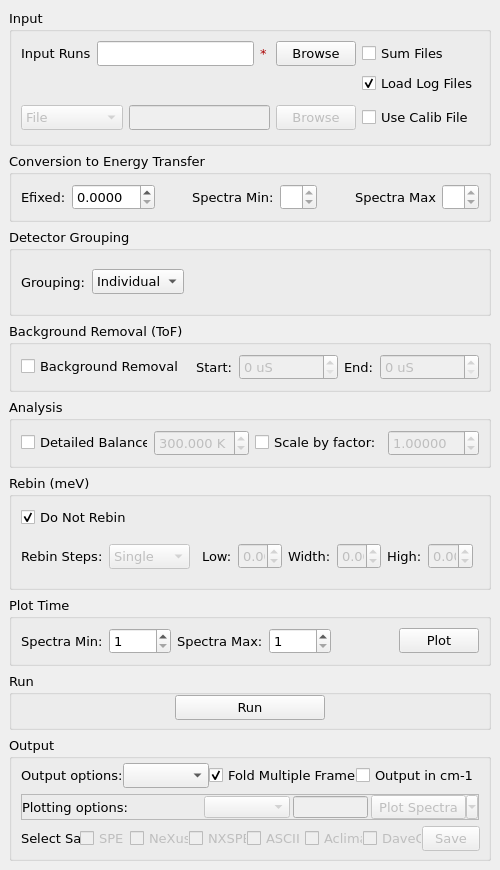 Input
Input Runs * Browse Sum Files
Load Log Files
File Browse Use Calib File
Conversion to Energy Transfer
Efixed: 0.0000 Spectra Min: Spectra Max
Detector Grouping
Grouping: Individual
Background Removal (ToF)
Background Removal Start: 0 uS End: 0 uS
Analysis
Detailed Balance 300.000 K Scale by factor: 1.00000
Rebin (meV)
Do Not Rebin
Rebin Steps: Single Low: 0.0 Width: 0.0 High: 0.0
Plot Time
Spectra Min: 1 Spectra Max: 1 Plot
Run
Run
Output
Output options: Fold Multiple Frame Output in cm-1
Plotting options: Plot Spectra
Select Sa SPE NeXus NXSPE ASCII Aclima DaveG Save